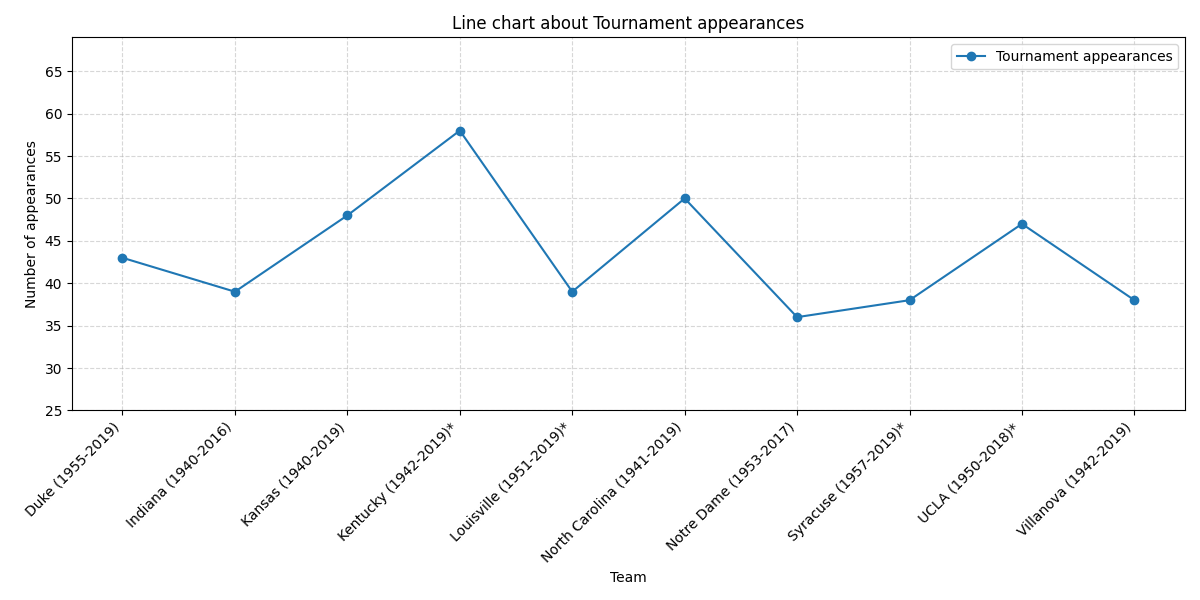 Line chart about Tournament appearances
Tournament appearances
Number of appearances
65
60
55
50
45
40
35
30
25
Duke (1955-2019)
Indiana (1940-2016)
Kansas (1940-2019)
Kentucky (1942-2019)*
Louisville (1951-2019)*
North Carolina (1941-2019)
Notre Dame (1953-2017)
Syracuse (1957-2019)*
UCLA (1950-2018)*
Villanova (1942-2019)
Team